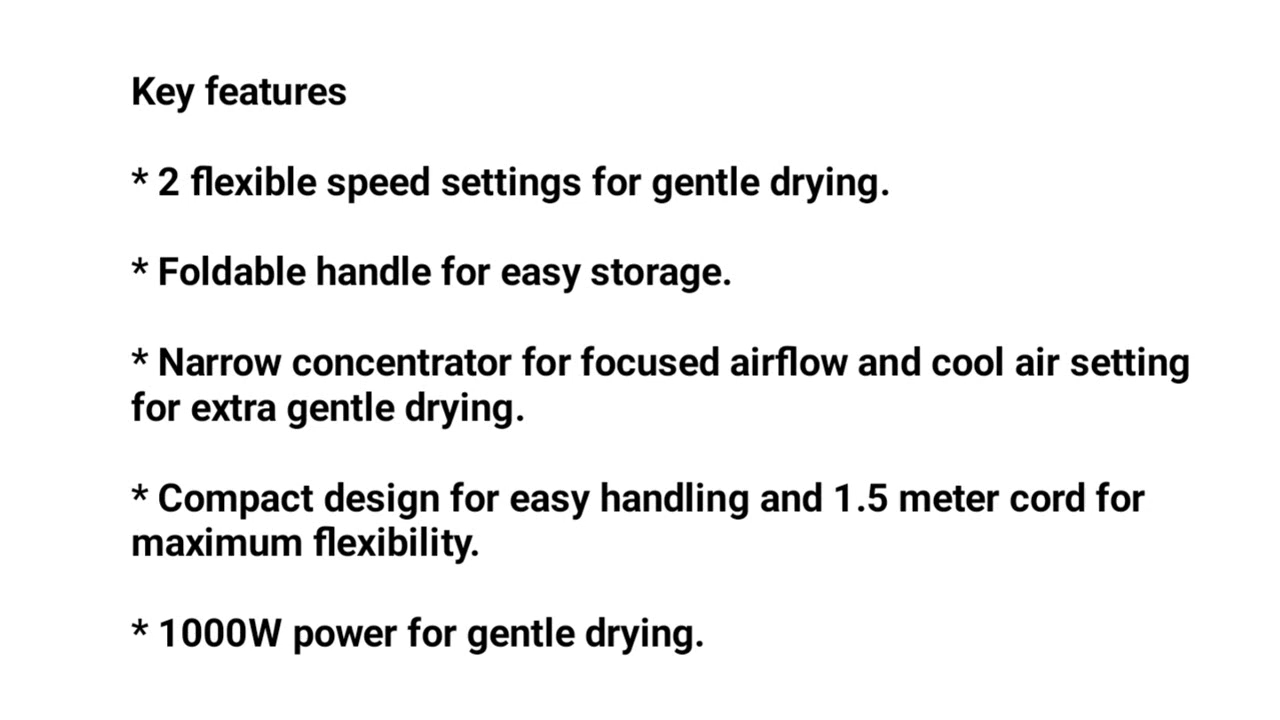 Key features
* 2 flexible speed settings for gentle drying.
* Foldable handle for easy storage.
* Narrow concentrator for focused airflow and cool air setting
for extra gentle drying.
* Compact design for easy handling and 1.5 meter cord for
maximum flexibility.
* 1000W power for gentle drying.